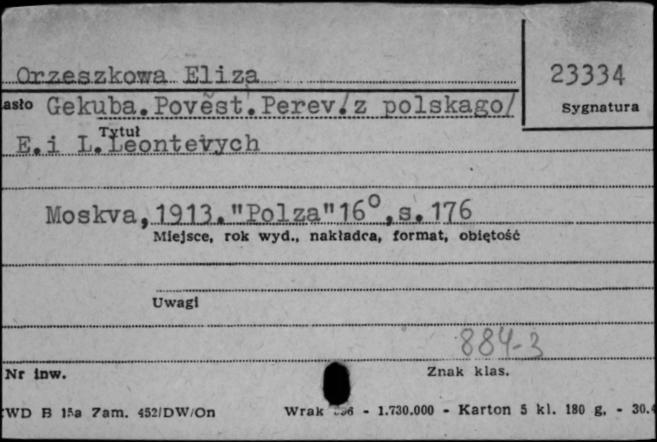 Orzeszkowa Eliza
23334
asło Gekuba. Povĕst. Perev./z polskago/
Sygnatura
Tytuł
E. i L. Leontevych
Moskva, 1913. "Polza" 16°, s. 176
Miejsce, rok wyd., nakładca, format, objętość
Uwagi
884-3
Nr inw.
Znak klas.
WD B 15a Zam. 452/DW/On Wrak - 1.730.000 - Karton 5 kl. 180 g. - 30.4